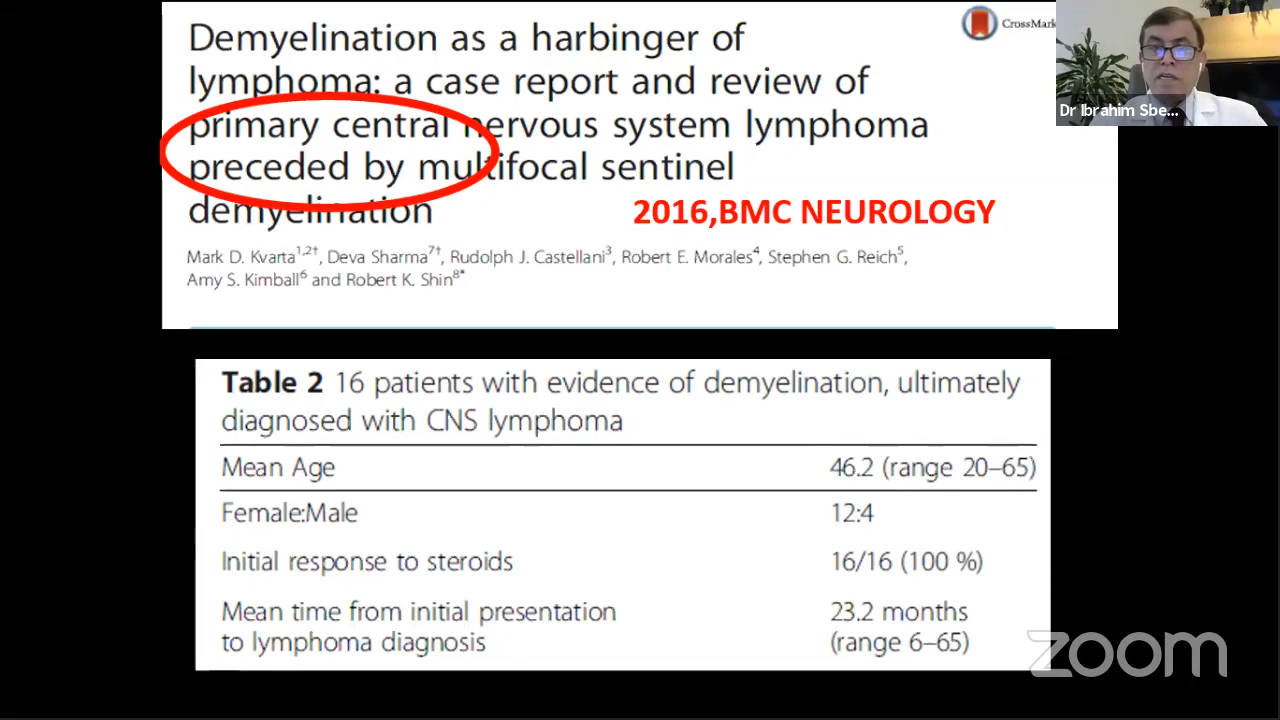 Demyelination as a harbinger of
lymphoma: a case report and review of
primary central nervous system lymphoma
preceded by multifocal sentinel
demyelination
CrossMark
Dr Ibrahim Sbe...
2016,BMC NEUROLOGY
Mark D. Kvarta1,2†, Deva Sharma7†, Rudolph J. Castellani3, Robert E. Morales4, Stephen G. Reich5,
Amy S. Kimball6 and Robert K. Shin8*
Table 2 16 patients with evidence of demyelination, ultimately
diagnosed with CNS lymphoma
Mean Age 46.2 (range 20–65)
Female:Male 12:4
Initial response to steroids 16/16 (100 %)
Mean time from initial presentation 23.2 months
to lymphoma diagnosis (range 6–65)
zoom